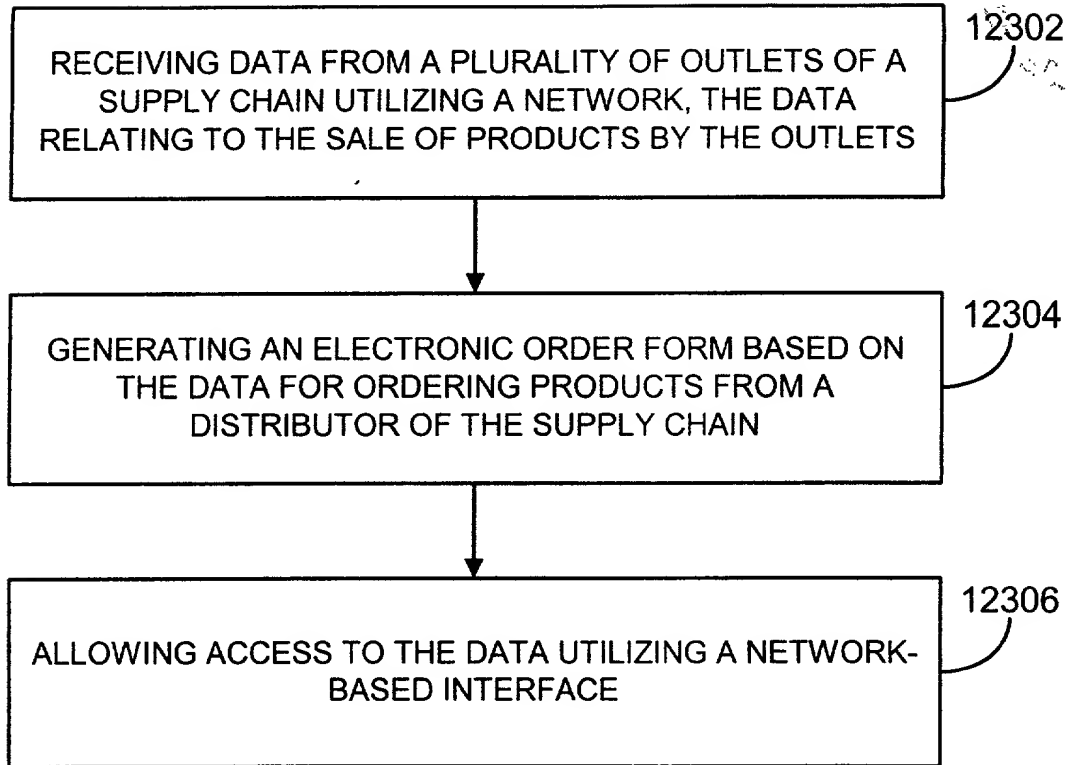 12302
RECEIVING DATA FROM A PLURALITY OF OUTLETS OF A
SUPPLY CHAIN UTILIZING A NETWORK, THE DATA
RELATING TO THE SALE OF PRODUCTS BY THE OUTLETS
12304
GENERATING AN ELECTRONIC ORDER FORM BASED ON
THE DATA FOR ORDERING PRODUCTS FROM A
DISTRIBUTOR OF THE SUPPLY CHAIN
12306
ALLOWING ACCESS TO THE DATA UTILIZING A NETWORK-
BASED INTERFACE